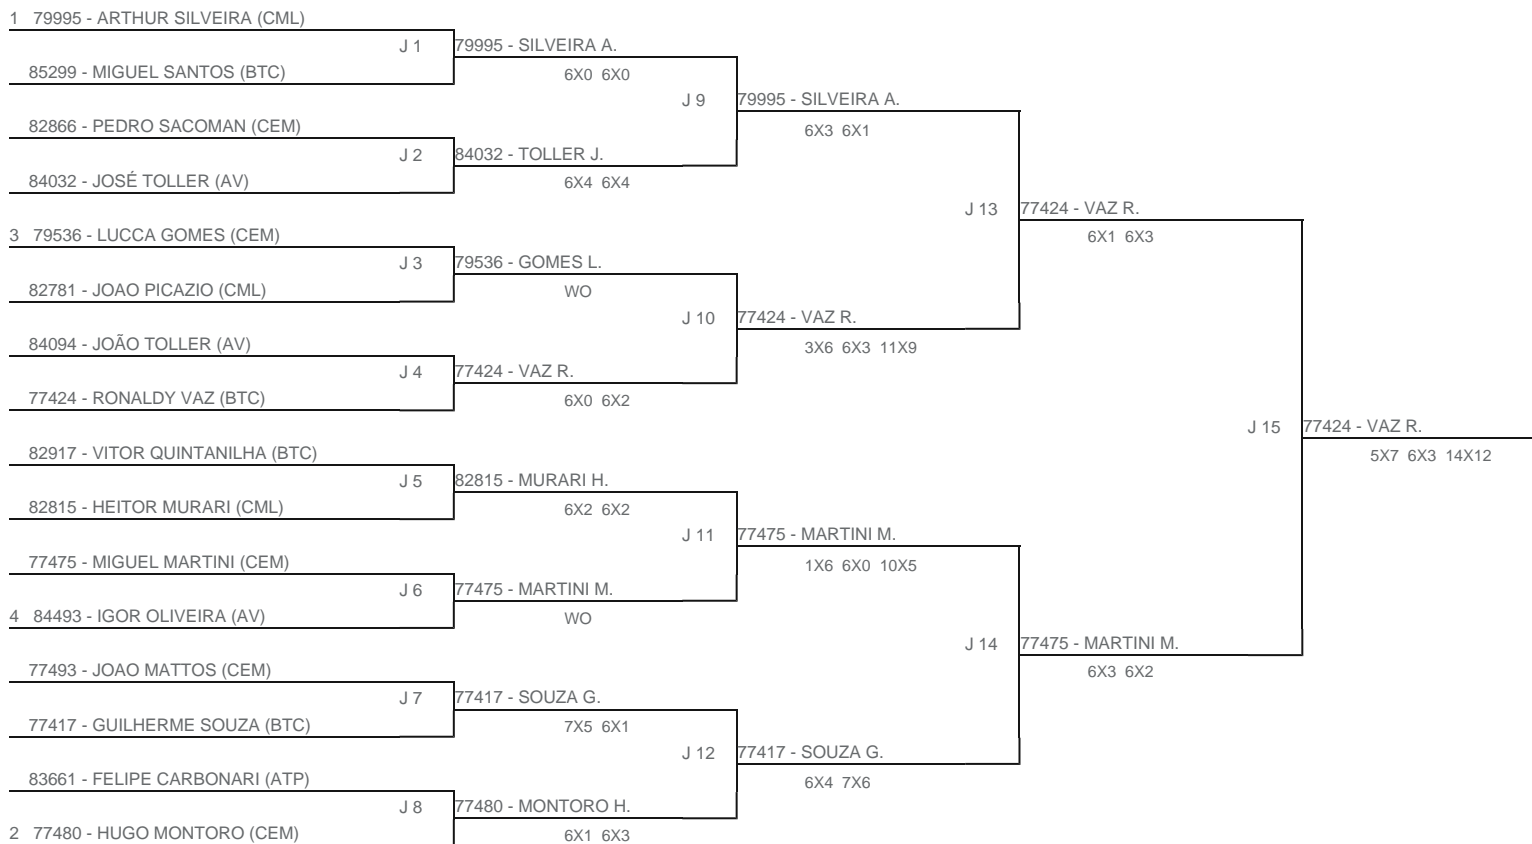 1 79995 - ARTHUR SILVEIRA (CML)
J 1
79995 - SILVEIRA A.
85299 - MIGUEL SANTOS (BTC)
6X0 6X0
J 9
79995 - SILVEIRA A.
82866 - PEDRO SACOMAN (CEM)
6X3 6X1
J 2
84032 - TOLLER J.
84032 - JOSÉ TOLLER (AV)
6X4 6X4
J 13
77424 - VAZ R.
3 79536 - LUCCA GOMES (CEM)
6X1 6X3
J 3
79536 - GOMES L.
82781 - JOAO PICAZIO (CML)
WO
J 10
77424 - VAZ R.
84094 - JOÃO TOLLER (AV)
3X6 6X3 11X9
J 4
77424 - VAZ R.
77424 - RONALDY VAZ (BTC)
6X0 6X2
J 15
77424 - VAZ R.
82917 - VITOR QUINTANILHA (BTC)
5X7 6X3 14X12
J 5
82815 - MURARI H.
82815 - HEITOR MURARI (CML)
6X2 6X2
J 11
77475 - MARTINI M.
77475 - MIGUEL MARTINI (CEM)
1X6 6X0 10X5
J 6
77475 - MARTINI M.
4 84493 - IGOR OLIVEIRA (AV)
WO
J 14
77475 - MARTINI M.
77493 - JOAO MATTOS (CEM)
6X3 6X2
J 7
77417 - SOUZA G.
77417 - GUILHERME SOUZA (BTC)
7X5 6X1
J 12
77417 - SOUZA G.
83661 - FELIPE CARBONARI (ATP)
6X4 7X6
J 8
77480 - MONTORO H.
2 77480 - HUGO MONTORO (CEM)
6X1 6X3